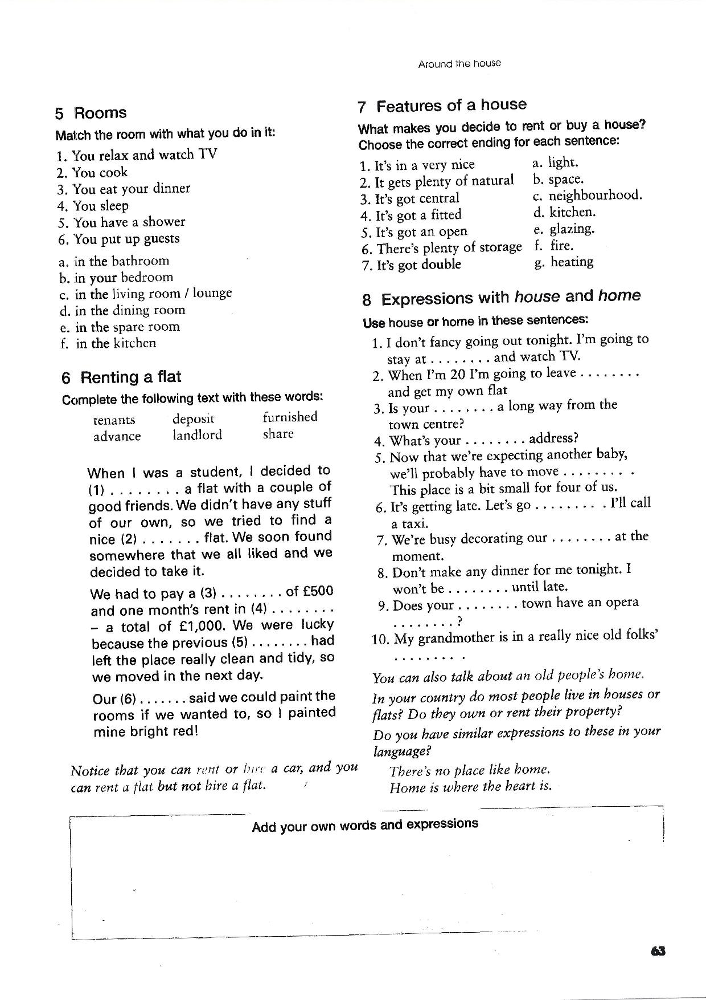 Around the house
5 Rooms
Match the room with what you do in it:
1. You relax and watch TV
2. You cook
3. You eat your dinner
4. You sleep
5. You have a shower
6. You put up guests
a. in the bathroom
b. in your bedroom
c. in the living room / lounge
d. in the dining room
e. in the spare room
f. in the kitchen
6 Renting a flat
Complete the following text with these words:
tenants deposit furnished
advance landlord share
When I was a student, I decided to
(1) . . . . . . . . a flat with a couple of
good friends. We didn't have any stuff
of our own, so we tried to find a
nice (2) . . . . . . . flat. We soon found
somewhere that we all liked and we
decided to take it.
We had to pay a (3) . . . . . . . . of £500
and one month's rent in (4) . . . . . . . .
– a total of £1,000. We were lucky
because the previous (5) . . . . . . . . had
left the place really clean and tidy, so
we moved in the next day.
Our (6) . . . . . . . said we could paint the
rooms if we wanted to, so I painted
mine bright red!
Notice that you can rent or hire a car, and you
can rent a flat but not hire a flat.
7 Features of a house
What makes you decide to rent or buy a house?
Choose the correct ending for each sentence:
1. It's in a very nice a. light.
2. It gets plenty of natural b. space.
3. It's got central c. neighbourhood.
4. It's got a fitted d. kitchen.
5. It's got an open e. glazing.
6. There's plenty of storage f. fire.
7. It's got double g. heating
8 Expressions with house and home
Use house or home in these sentences:
1. I don't fancy going out tonight. I'm going to
stay at . . . . . . . . and watch TV.
2. When I'm 20 I'm going to leave . . . . . . . .
and get my own flat
3. Is your . . . . . . . . a long way from the
town centre?
4. What's your . . . . . . . . address?
5. Now that we're expecting another baby,
we'll probably have to move . . . . . . . . .
This place is a bit small for four of us.
6. It's getting late. Let's go . . . . . . . . . I'll call
a taxi.
7. We're busy decorating our . . . . . . . . at the
moment.
8. Don't make any dinner for me tonight. I
won't be . . . . . . . . until late.
9. Does your . . . . . . . . town have an opera
. . . . . . . . ?
10. My grandmother is in a really nice old folks'
. . . . . . . . .
You can also talk about an old people's home.
In your country do most people live in houses or
flats? Do they own or rent their property?
Do you have similar expressions to these in your
language?
There's no place like home.
Home is where the heart is.
Add your own words and expressions
63